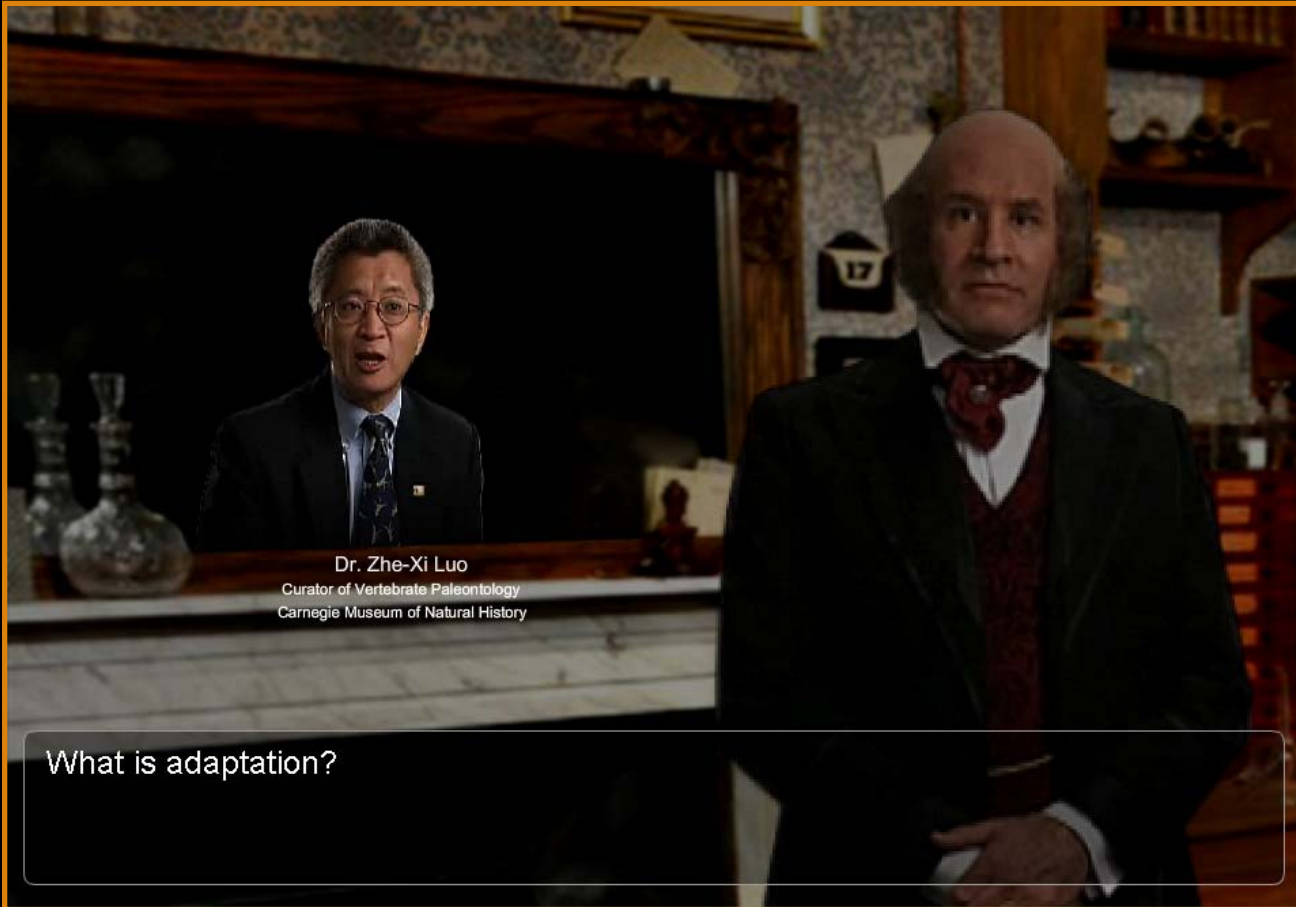 17
Dr. Zhe-Xi Luo
Curator of Vertebrate Paleontology
Carnegie Museum of Natural History
What is adaptation?